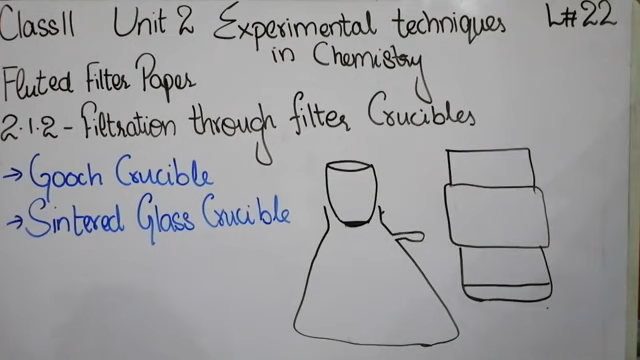 Class11 Unit 2 Experimental techniques L#22
in Chemistry
Fluted Filter Paper
2.1.2-Filtration through filter Crucibles
→ Gooch Crucible
→ Sintered Glass Crucible